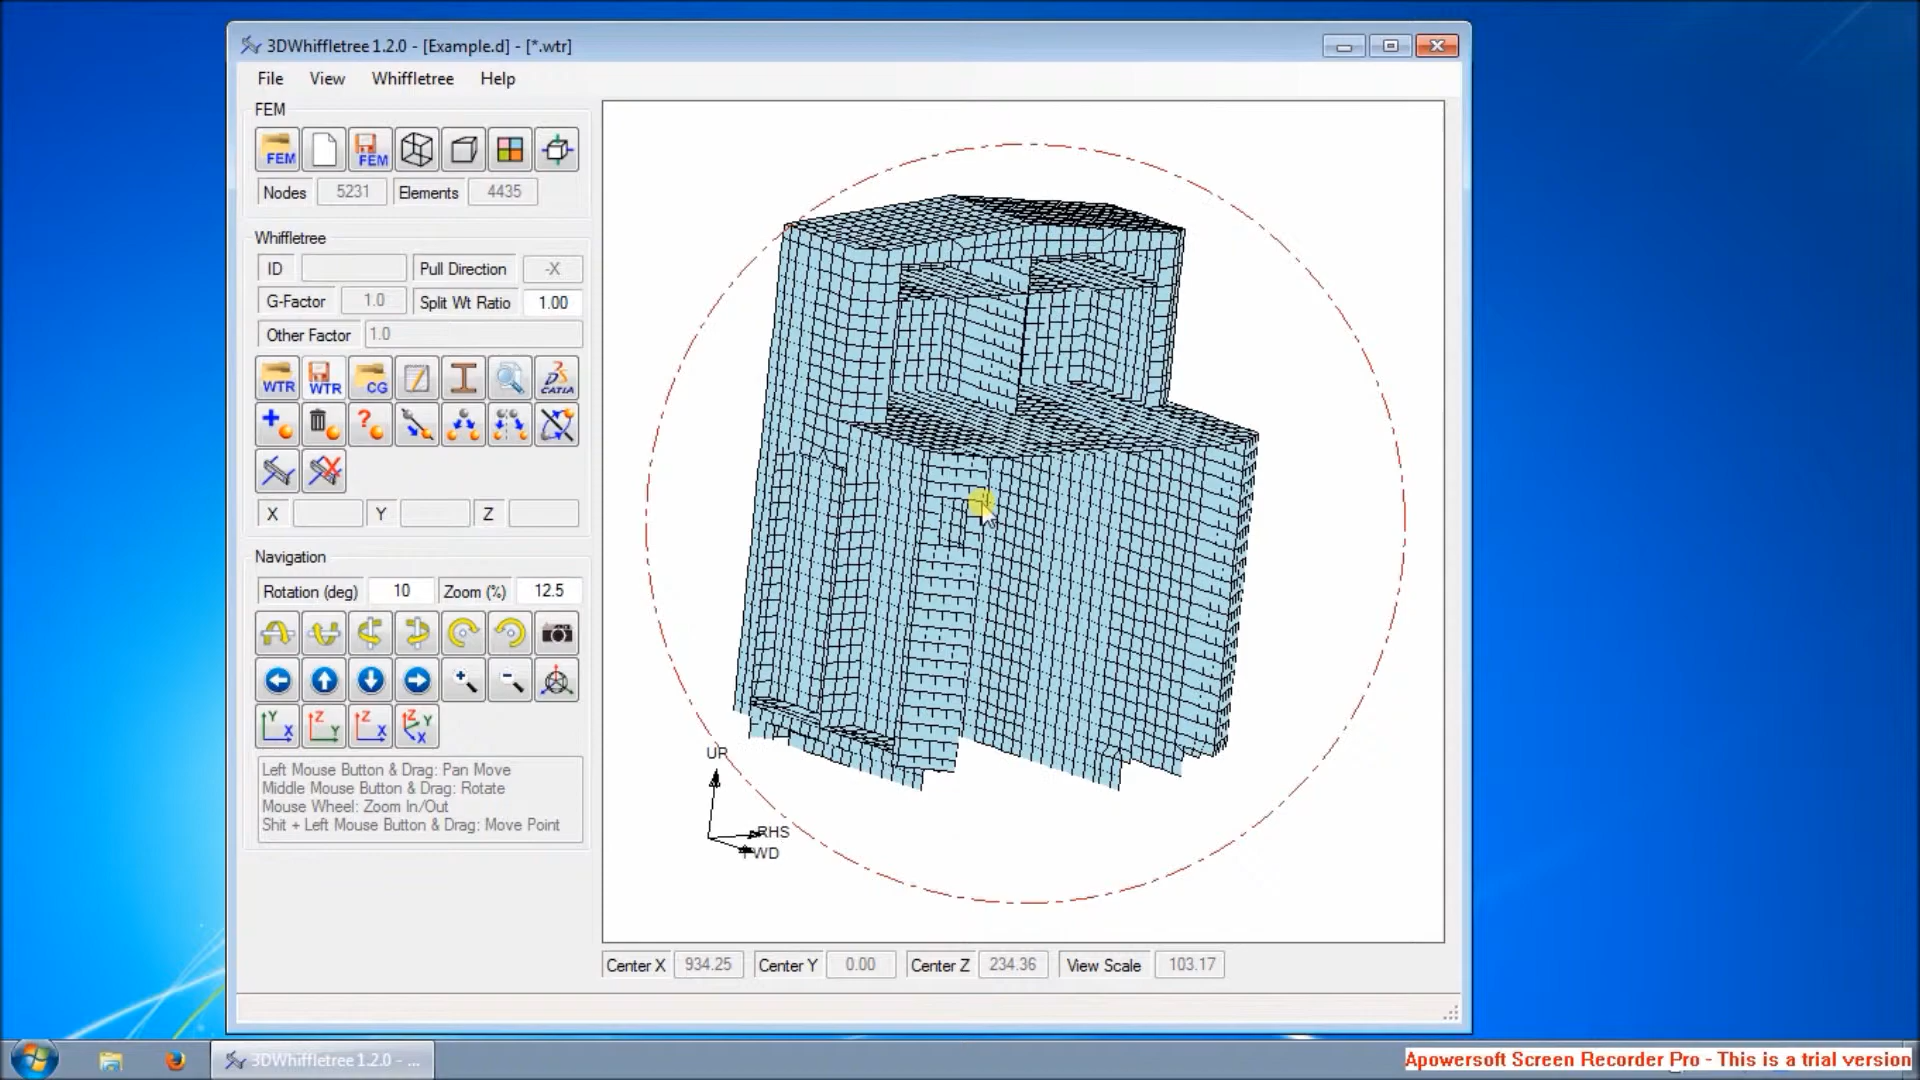 3DWhiffletree 1.2.0 - [Example.d] - [*.wtr]
File View Whiffletree Help
FEM
FEM FEM
Nodes 5231 Elements 4435
Whiffletree
ID Pull Direction -X
G-Factor 1.0 Split Wt Ratio 1.00
Other Factor 1.0
WTR WTR CG CATIA
X Y Z
Navigation
Rotation (deg) 10 Zoom (%) 12.5
Y X Z Y Z X Z Y X
Left Mouse Button & Drag: Pan Move
Middle Mouse Button & Drag: Rotate
Mouse Wheel: Zoom In/Out
Shit + Left Mouse Button & Drag: Move Point
UP
RHS
FWD
Center X 934.25 Center Y 0.00 Center Z 234.36 View Scale 103.17
3DWhiffletree 1.2.0 - ...
Apowersoft Screen Recorder Pro - This is a trial version